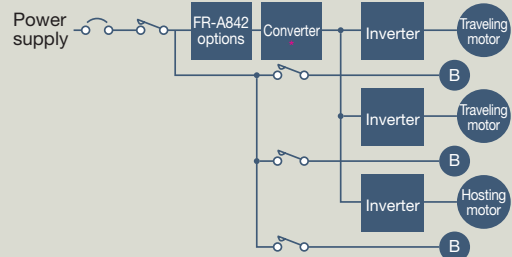 Power
supply
FR-A842
options
Converter
Inverter
Traveling
motor
B
Inverter
Traveling
motor
B
Inverter
Hosting
motor
B